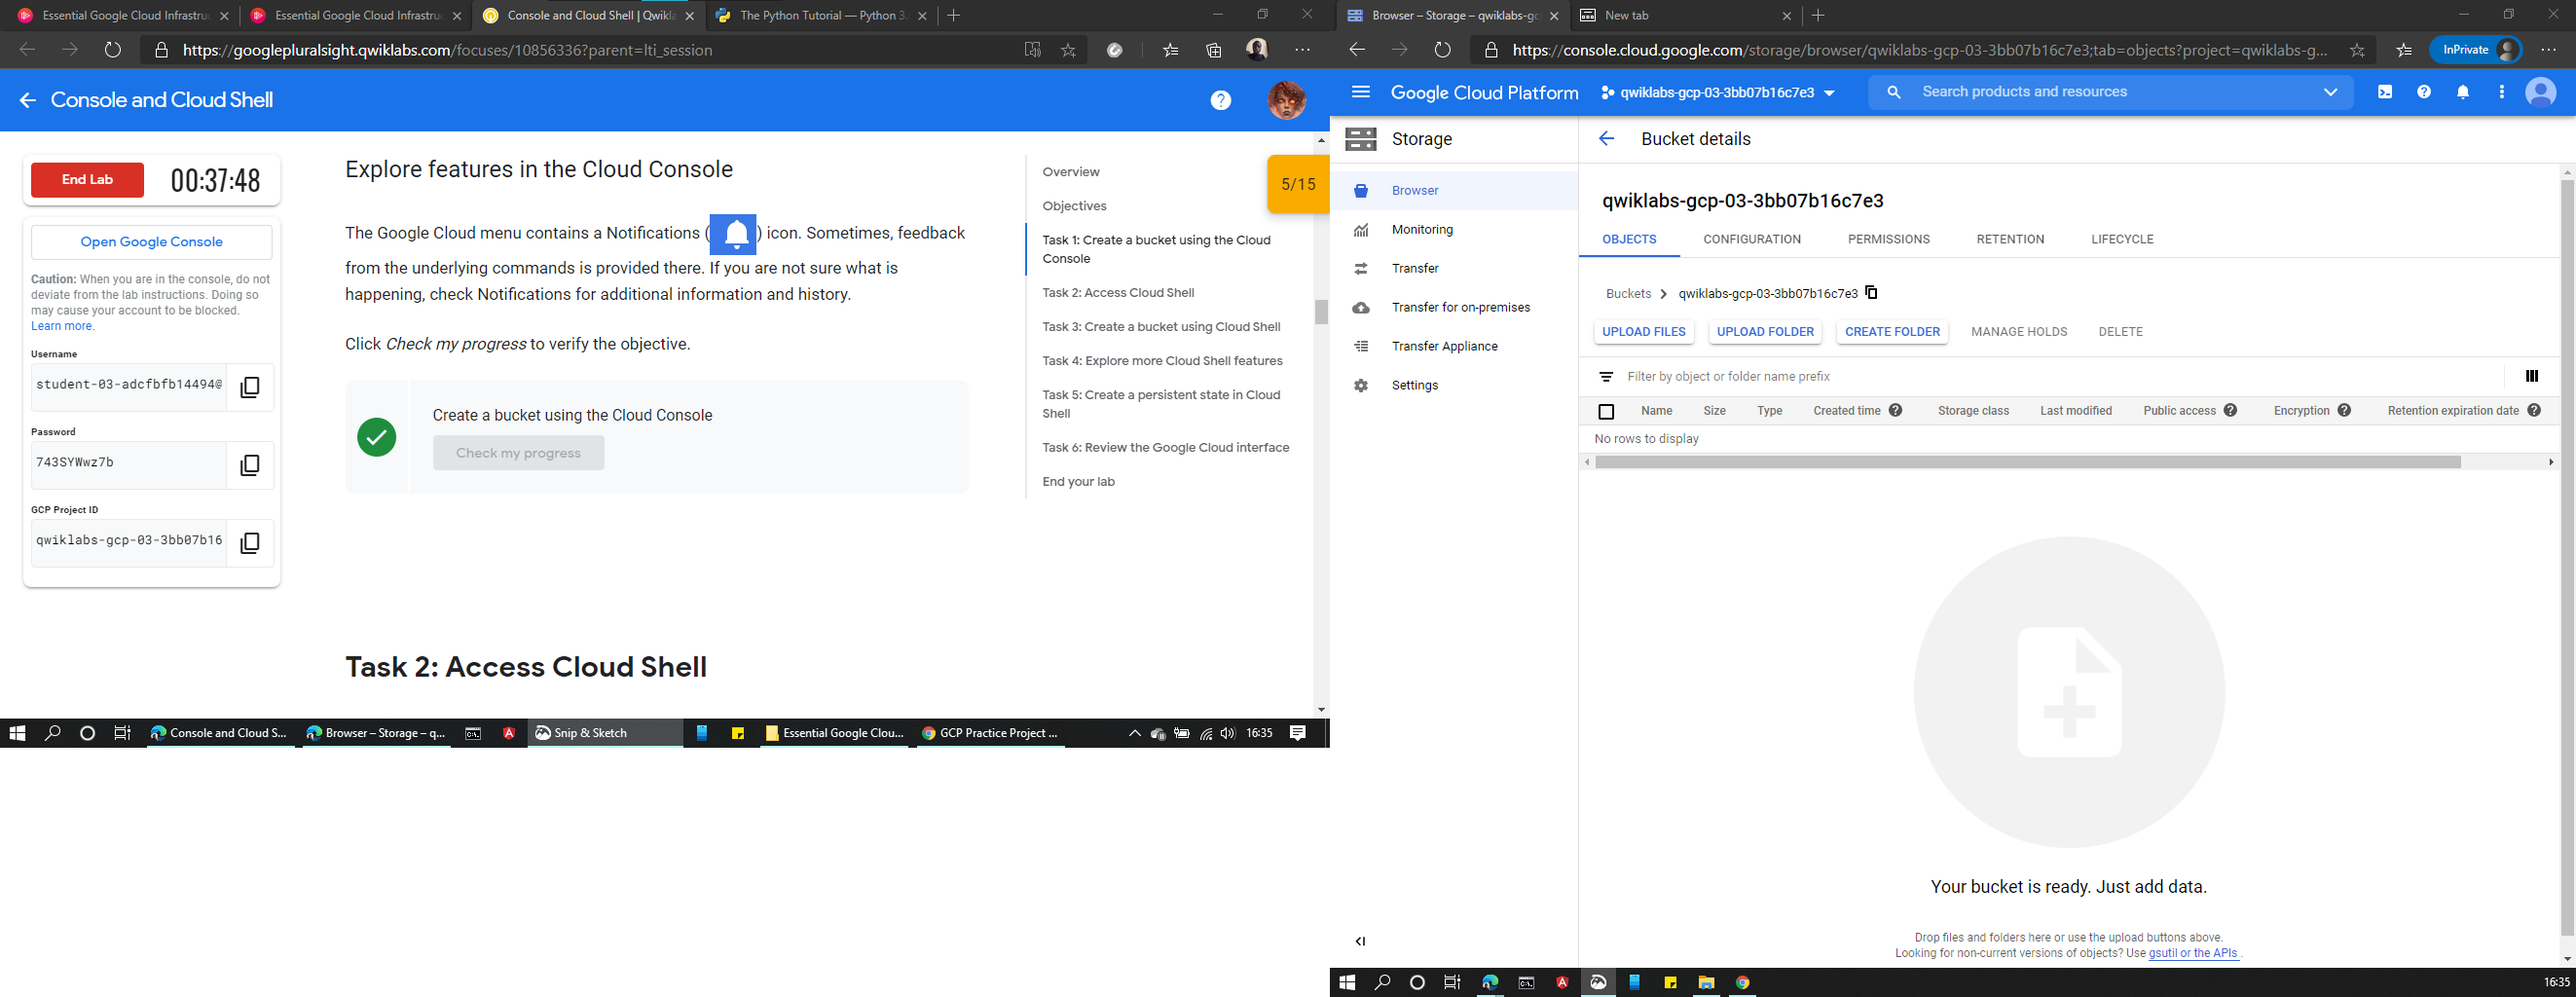 Essential Google Cloud Infrastruc
Essential Google Cloud Infrastruc
Console and Cloud Shell | Qwikla
The Python Tutorial — Python 3.
https://googlepluralsight.qwiklabs.com/focuses/10856336?parent=lti_session
Console and Cloud Shell
End Lab
00:37:48
Open Google Console
Caution: When you are in the console, do not
deviate from the lab instructions. Doing so
may cause your account to be blocked.
Learn more.
Username
student-03-adcfbfb14494@
Password
743SYWwz7b
GCP Project ID
qwiklabs-gcp-03-3bb07b16
Explore features in the Cloud Console
The Google Cloud menu contains a Notifications ( ) icon. Sometimes, feedback
from the underlying commands is provided there. If you are not sure what is
happening, check Notifications for additional information and history.
Click Check my progress to verify the objective.
Create a bucket using the Cloud Console
Check my progress
Task 2: Access Cloud Shell
Overview
Objectives
Task 1: Create a bucket using the Cloud
Console
Task 2: Access Cloud Shell
Task 3: Create a bucket using Cloud Shell
Task 4: Explore more Cloud Shell features
Task 5: Create a persistent state in Cloud
Shell
Task 6: Review the Google Cloud interface
End your lab
5/15
Console and Cloud S...
Browser – Storage – q...
Snip & Sketch
Essential Google Clou...
GCP Practice Project ...
16:35
Browser – Storage – qwiklabs-gc
New tab
https://console.cloud.google.com/storage/browser/qwiklabs-gcp-03-3bb07b16c7e3;tab=objects?project=qwiklabs-g...
InPrivate
Google Cloud Platform
qwiklabs-gcp-03-3bb07b16c7e3
Search products and resources
Storage
Browser
Monitoring
Transfer
Transfer for on-premises
Transfer Appliance
Settings
Bucket details
qwiklabs-gcp-03-3bb07b16c7e3
OBJECTS CONFIGURATION PERMISSIONS RETENTION LIFECYCLE
Buckets > qwiklabs-gcp-03-3bb07b16c7e3
UPLOAD FILES UPLOAD FOLDER CREATE FOLDER MANAGE HOLDS DELETE
Filter by object or folder name prefix
Name Size Type Created time Storage class Last modified Public access Encryption Retention expiration date
No rows to display
Your bucket is ready. Just add data.
Drop files and folders here or use the upload buttons above.
Looking for non-current versions of objects? Use gsutil or the APIs .
16:35